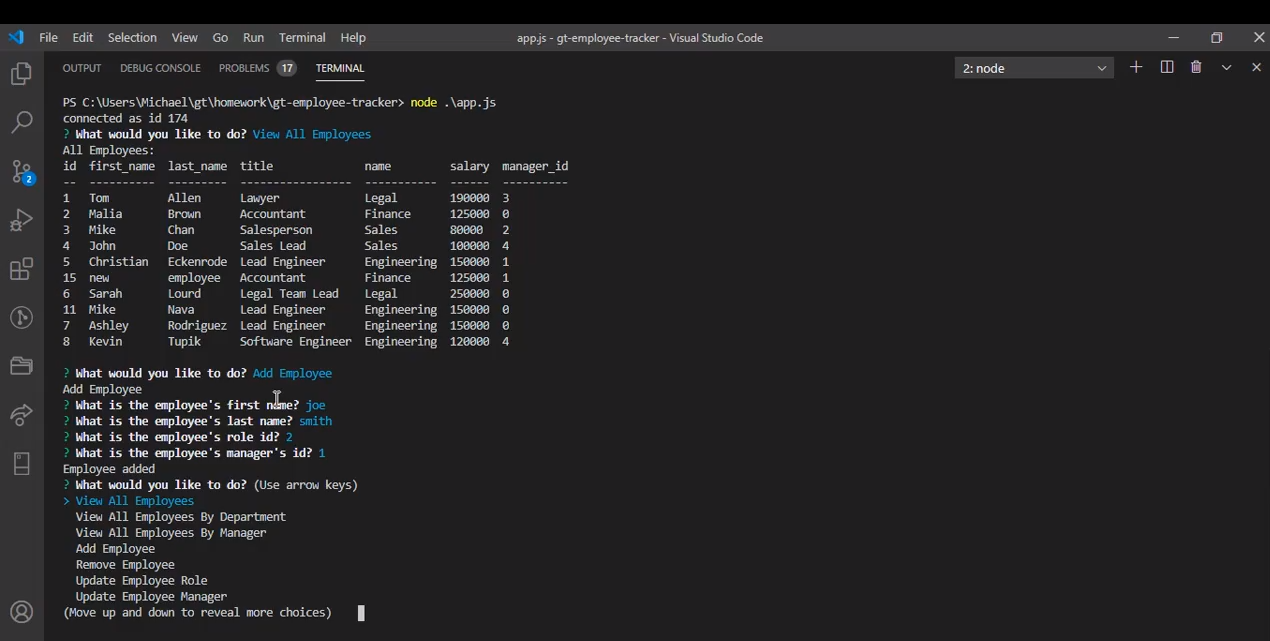 File Edit Selection View Go Run Terminal Help app.js - gt-employee-tracker - Visual Studio Code
OUTPUT DEBUG CONSOLE PROBLEMS 17 TERMINAL 2: node
PS C:\Users\Michael\gt\homework\gt-employee-tracker> node .\app.js
connected as id 174
? What would you like to do? View All Employees
All Employees:
id first_name last_name title name salary manager_id
-- ---------- --------- ----------------- ----------- ------ ----------
1 Tom Allen Lawyer Legal 190000 3
2 Malia Brown Accountant Finance 125000 0
3 Mike Chan Salesperson Sales 80000 2
4 John Doe Sales Lead Sales 100000 4
5 Christian Eckenrode Lead Engineer Engineering 150000 1
15 new employee Accountant Finance 125000 1
6 Sarah Lourd Legal Team Lead Legal 250000 0
11 Mike Nava Lead Engineer Engineering 150000 0
7 Ashley Rodriguez Lead Engineer Engineering 150000 0
8 Kevin Tupik Software Engineer Engineering 120000 4
? What would you like to do? Add Employee
Add Employee
? What is the employee's first name? joe
? What is the employee's last name? smith
? What is the employee's role id? 2
2 ? What is the employee's manager's id? 1
Employee added
? What would you like to do? (Use arrow keys)
> View All Employees
View All Employees By Department
View All Employees By Manager
Add Employee
Remove Employee
Update Employee Role
Update Employee Manager
(Move up and down to reveal more choices)